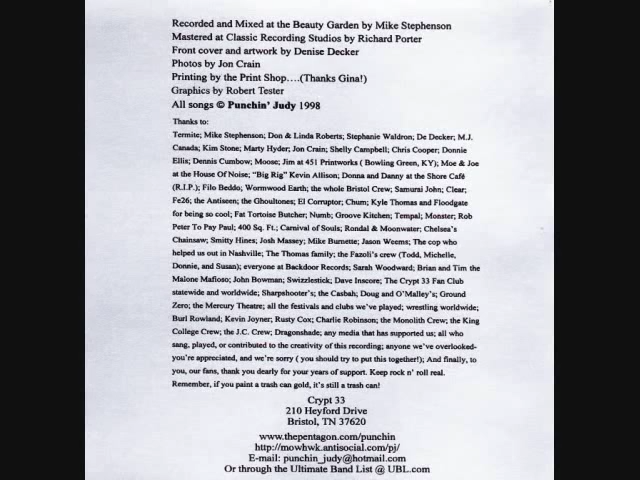 Recorded and Mixed at the Beauty Garden by Mike Stephenson
Mastered at Classic Recording Studios by Richard Porter
Front cover and artwork by Denise Decker
Photos by Jon Crain
Printing by the Print Shop….(Thanks Gina!)
Graphics by Robert Tester
All songs © Punchin' Judy 1998
Thanks to:
Termite; Mike Stephenson; Don & Linda Roberts; Stephanie Waldron; De Decker; M.J.
Canada; Kim Stone; Marty Hyder; Jon Crain; Shelly Campbell; Chris Cooper; Donnie
Ellis; Dennis Cumbow; Moose; Jim at 451 Printworks ( Bowling Green, KY); Moe & Joe
at the House Of Noise; "Big Rig" Kevin Allison; Donna and Danny at the Shore Café
(R.I.P.); Filo Beddo; Wormwood Earth; the whole Bristol Crew; Samurai John; Clear;
Fe26; the Antiseen; the Ghoultones; El Corruptor; Chum; Kyle Thomas and Floodgate
for being so cool; Fat Tortoise Butcher; Numb; Groove Kitchen; Tempal; Monster; Rob
Peter To Pay Paul; 400 Sq. Ft.; Carnival of Souls; Rondal & Moonwater; Chelsea's
Chainsaw; Smitty Hines; Josh Massey; Mike Burnette; Jason Weems; The cop who
helped us out in Nashville; The Thomas family; the Fazoli's crew (Todd, Michelle,
Donnie, and Susan); everyone at Backdoor Records; Sarah Woodward; Brian and Tim the
Malone Mafioso; John Bowman; Swizzlestick; Dave Inscore; The Crypt 33 Fan Club
statewide and worldwide; Sharpshooter's; the Casbah; Doug and O'Malley's; Ground
Zero; the Mercury Theatre; all the festivals and clubs we've played; wrestling worldwide;
Burl Rowland; Kevin Joyner; Rusty Cox; Charlie Robinson; the Monolith Crew; the King
College Crew; the J.C. Crew; Dragonshade; any media that has supported us; all who
sang, played, or contributed to the creativity of this recording; anyone we've overlooked-
you're appreciated, and we're sorry ( you should try to put this together!); And finally, to
you, our fans, thank you dearly for your years of support. Keep rock n' roll real.
Remember, if you paint a trash can gold, it's still a trash can!
Crypt 33
210 Heyford Drive
Bristol, TN 37620
www.thepentagon.com/punchin
http://mowhwk.antisocial.com/pj/
E-mail: punchin_judy@hotmail.com
Or through the Ultimate Band List @ UBL.com